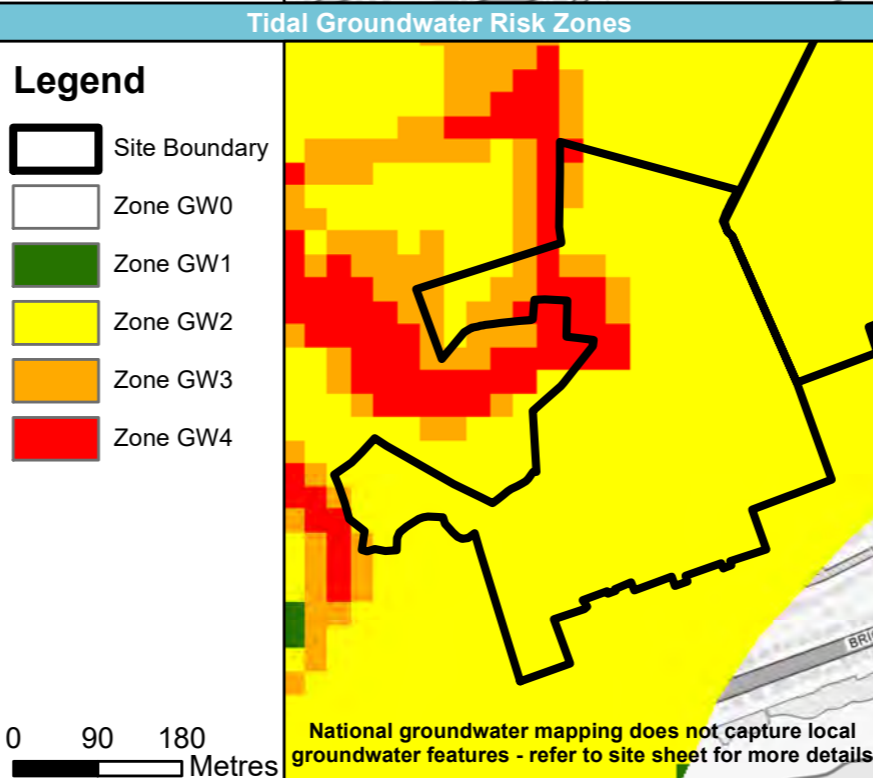 Tidal Groundwater Risk Zones
Legend
Site Boundary
Zone GW0
Zone GW1
Zone GW2
Zone GW3
Zone GW4
0 90 180
Metres
National groundwater mapping does not capture local
groundwater features - refer to site sheet for more details